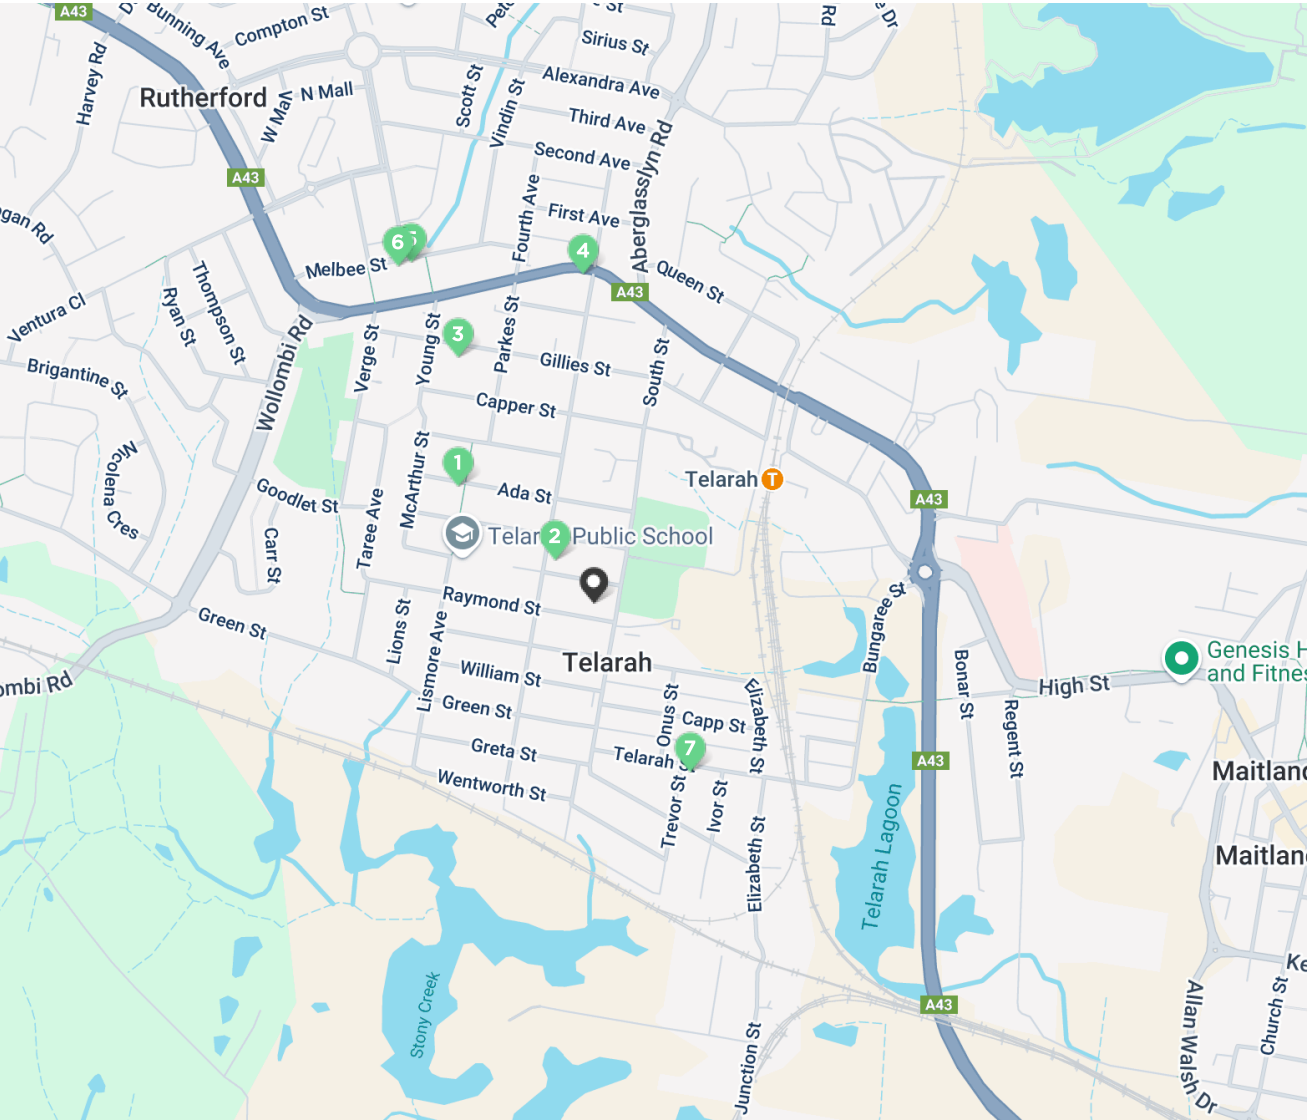 A43
Bunning Ave
Compton St
St
Rd
e Dr
Sirius St
Harvey Rd
Rutherford
N Mall
W Mall
Scott St
Vindin St
Alexandra Ave
Third Ave
Second Ave
Aberglasslyn Rd
A43
Fourth Ave
First Ave
gan Rd
6
5
4
Melbee St
Queen St
A43
Thompson St
Ryan St
Ventura Cl
Wollombi Rd
Verge St
Young St
3
Parkes St
Gillies St
South St
Brigantine St
Capper St
Nicolena Cres
McArthur St
1
Telarah
T
Ada St
Goodlet St
A43
Taree Ave
Carr St
Telarah Public School
2
Raymond St
Bungaree St
Green St
Lions St
Lismore Ave
Telarah
William St
Genesis H
and Fitnes
ombi Rd
High St
Bonar St
Green St
Onus St
Capp St
Elizabeth St
Regent St
Greta St
Telarah St
7
A43
Wentworth St
Trevor St
Ivor St
Maitland
Telarah Lagoon
Elizabeth St
Maitlan
Stony Creek
Ke
A43
Allan Walsh Dr
Church St
Junction St